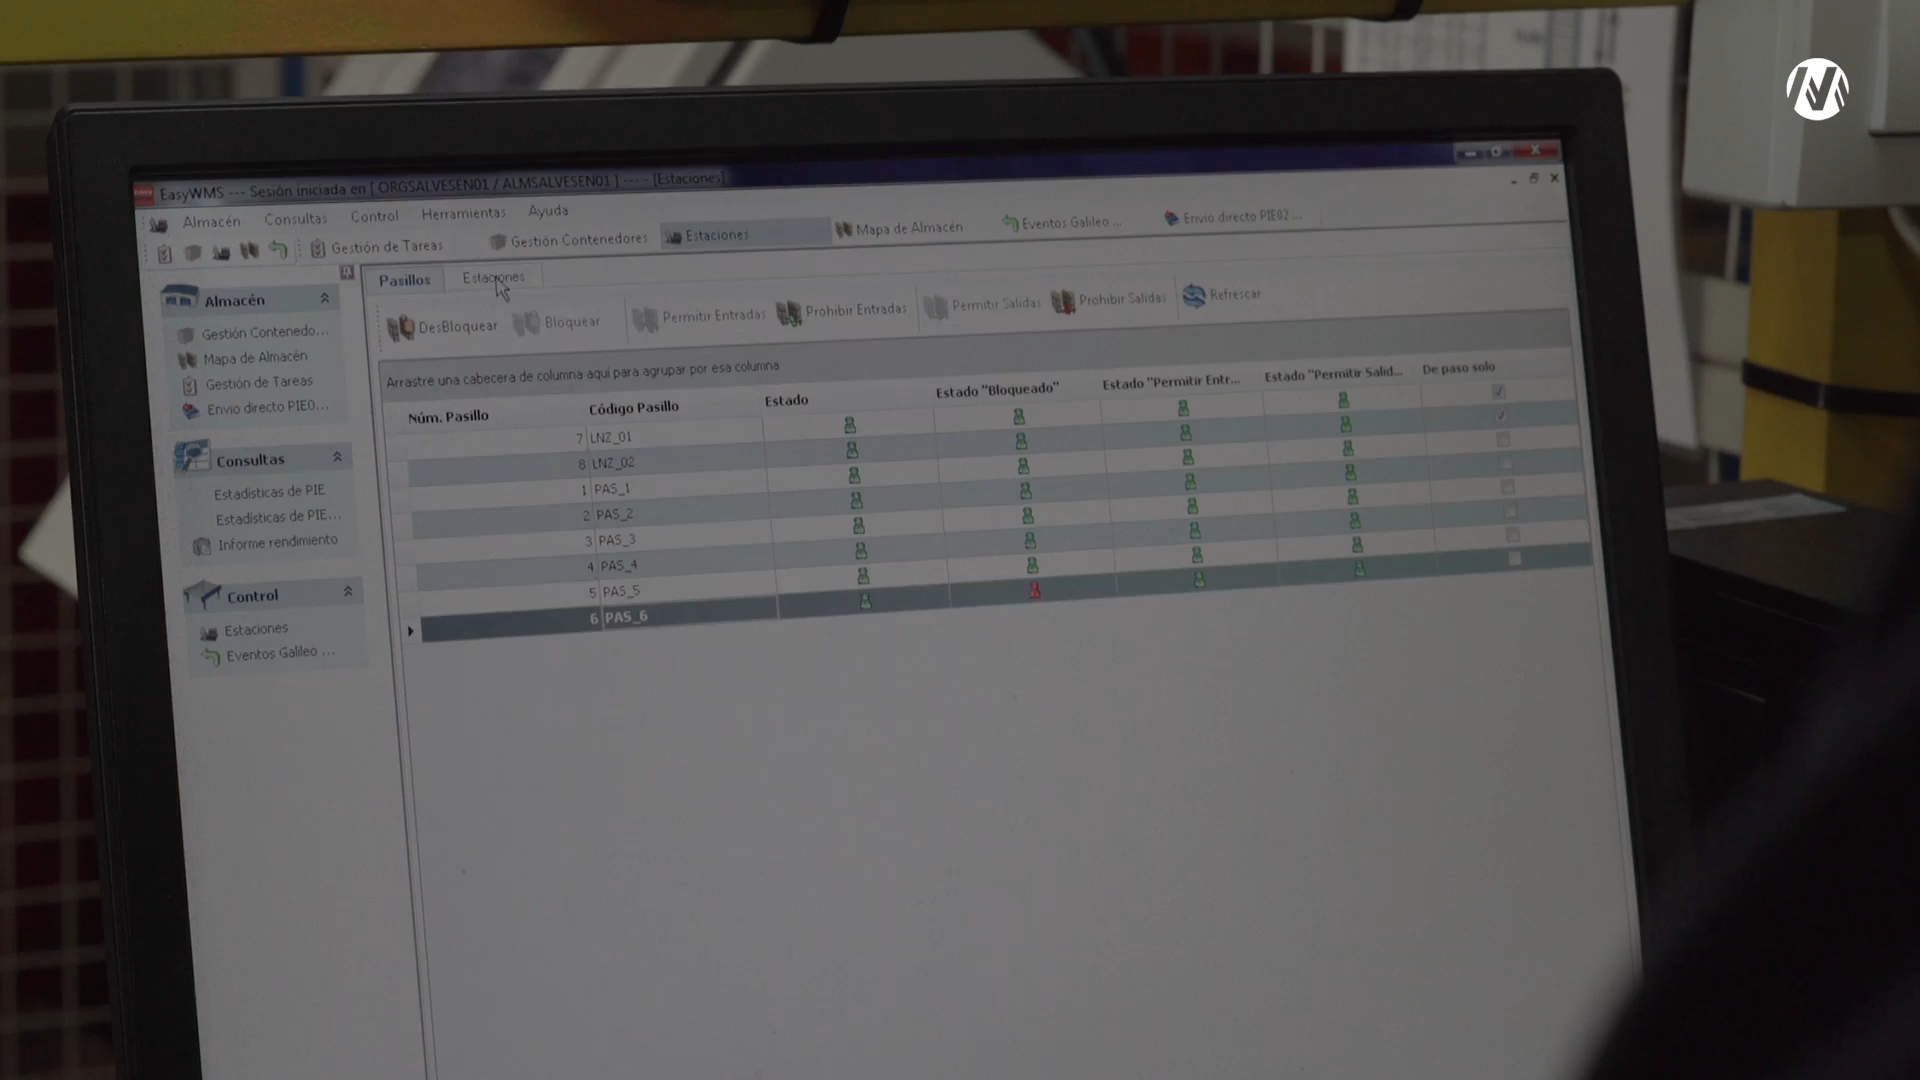 EasyWMS --- Sesión iniciada en [ ORGSALVESEN01 / ALMSALVESEN01 ] --- - [Estaciones]
Almacén Consultas Control Herramientas Ayuda
Gestión de Tareas Gestión Contenedores Estaciones Mapa de Almacén Eventos Galileo ... Envio directo PIE02 ...
Pasillos Estaciones
DesBloquear Bloquear Permitir Entradas Prohibir Entradas Permitir Salidas Prohibir Salidas Refrescar
Arrastre una cabecera de columna aquí para agrupar por esa columna
Núm. Pasillo Código Pasillo Estado Estado "Bloqueado" Estado "Permitir Entr... Estado "Permitir Salid... De paso solo
7 LNZ_01
8 LNZ_02
1 PAS_1
2 PAS_2
3 PAS_3
4 PAS_4
5 PAS_5
6 PAS_6
Almacén
Gestión Contenedo...
Mapa de Almacén
Gestión de Tareas
Envio directo PIE0...
Consultas
Estadísticas de PIE
Estadísticas de PIE...
Informe rendimiento
Control
Estaciones
Eventos Galileo ...